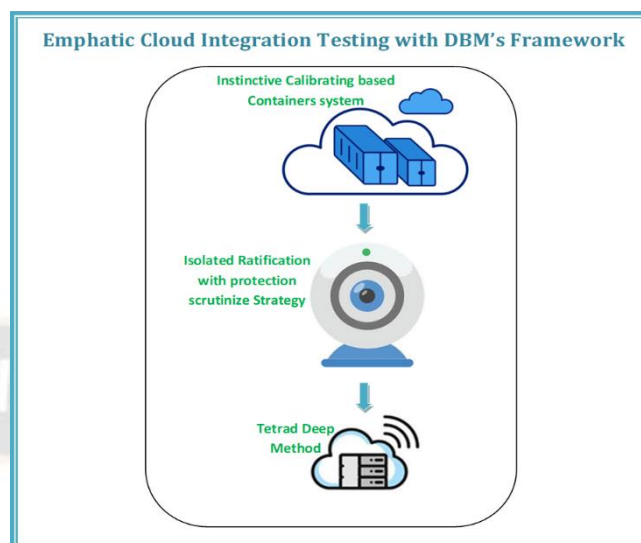 Emphatic Cloud Integration Testing with DBM’s Framework
Instinctive Calibrating based
Containers system
Isolated Ratification
with protection
scrutinize Strategy
Tetrad Deep
Method